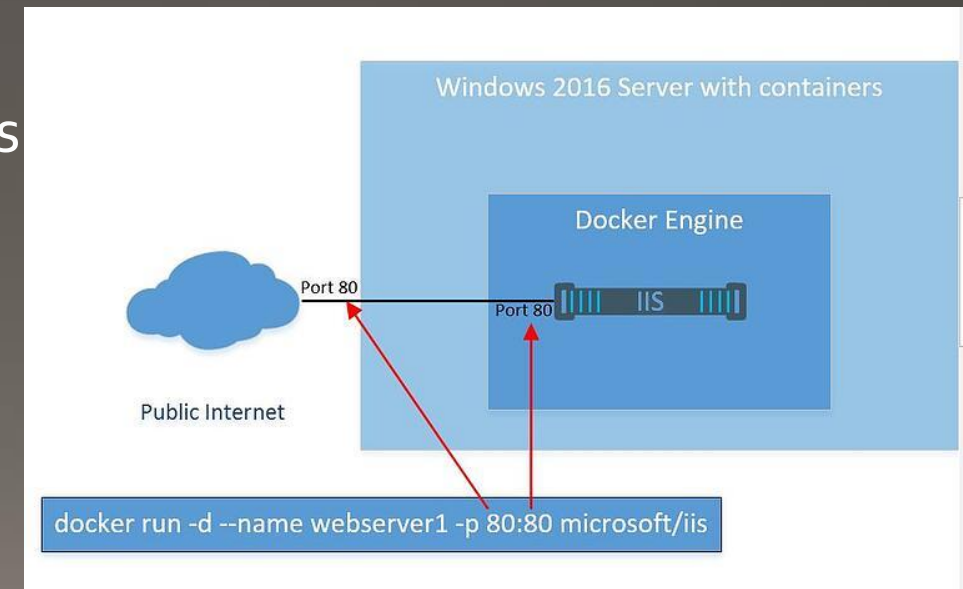 s
Windows 2016 Server with containers
Docker Engine
Port 80
Port 80
IIS
Public Internet
docker run -d --name webserver1 -p 80:80 microsoft/iis